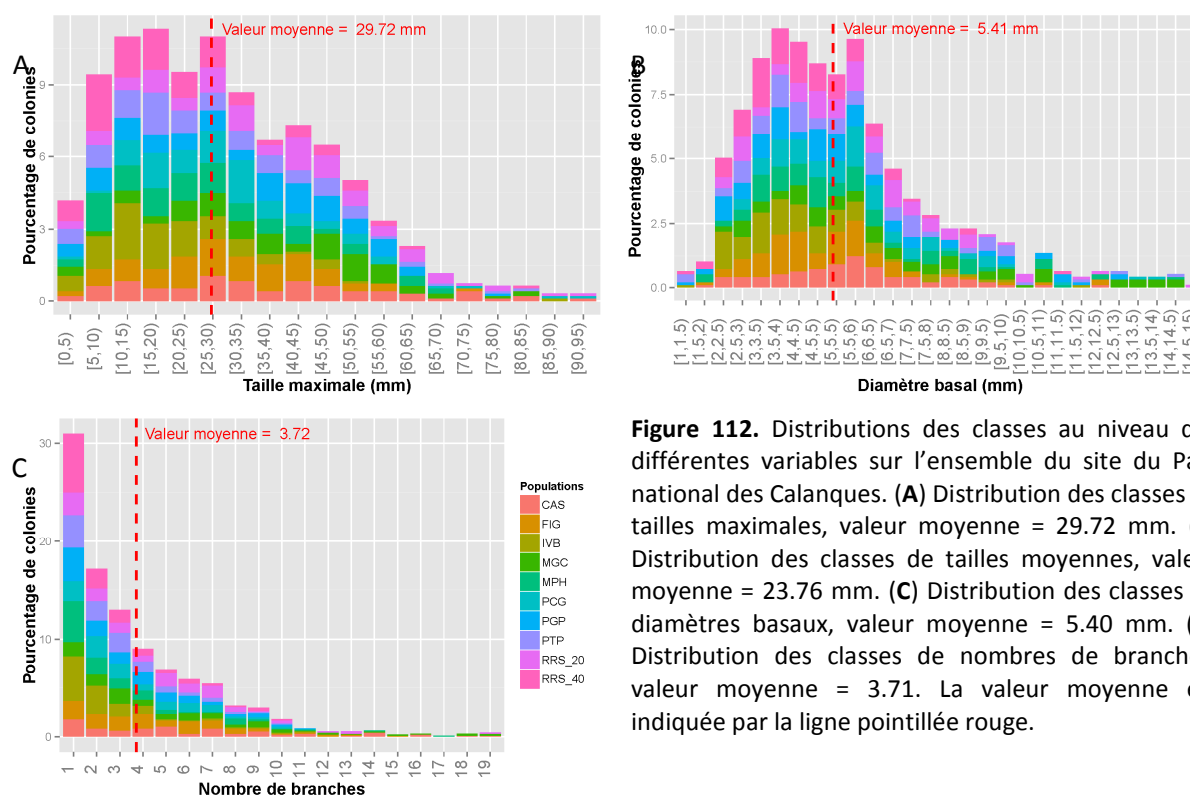 A
Pourcentage de colonies
9
6
3
0
Valeur moyenne = 29.72 mm
[0,5)
[5,10)
[10,15)
[15,20)
[20,25)
[25,30)
[30,35)
[35,40)
[40,45)
[45,50)
[50,55)
[55,60)
[60,65)
[65,70)
[70,75)
[75,80)
[80,85)
[85,90)
[90,95)
Taille maximale (mm)
B
Pourcentage de colonies
10.0
7.5
5.0
2.5
0.0
Valeur moyenne = 5.41 mm
[1,1.5)
[1.5,2)
[2,2.5)
[2.5,3)
[3,3.5)
[3.5,4)
[4,4.5)
[4.5,5)
[5,5.5)
[5.5,6)
[6,6.5)
[6.5,7)
[7,7.5)
[7.5,8)
[8,8.5)
[8.5,9)
[9,9.5)
[9.5,10)
[10,10.5)
[10.5,11)
[11,11.5)
[11.5,12)
[12,12.5)
[12.5,13)
[13,13.5)
[13.5,14)
[14,14.5)
[14.5,15
Diamètre basal (mm)
C
Pourcentage de colonies
30
20
10
0
Valeur moyenne = 3.72
1
2
3
4
5
6
7
8
9
10
11
12
13
14
15
16
17
18
19
Nombre de branches
Populations
CAS
FIG
IVB
MGC
MPH
PCG
PGP
PTP
RRS_20
RRS_40
Figure 112. Distributions des classes au niveau d
différentes variables sur l’ensemble du site du Pa
national des Calanques. (A) Distribution des classes
tailles maximales, valeur moyenne = 29.72 mm. (
Distribution des classes de tailles moyennes, vale
moyenne = 23.76 mm. (C) Distribution des classes
diamètres basaux, valeur moyenne = 5.40 mm. (
Distribution des classes de nombres de branch
valeur moyenne = 3.71. La valeur moyenne e
indiquée par la ligne pointillée rouge.